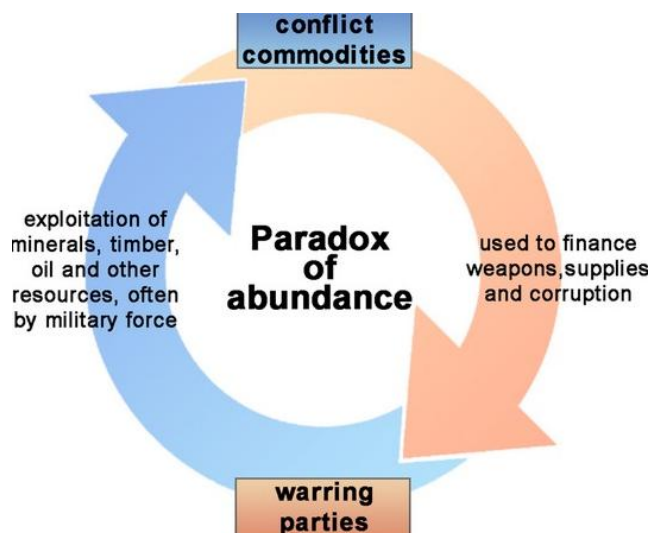 conflict
commodities
exploitation of
minerals, timber,
oil and other
resources, often
by military force
Paradox
of
abundance
used to finance
weapons,supplies
and corruption
warring
parties